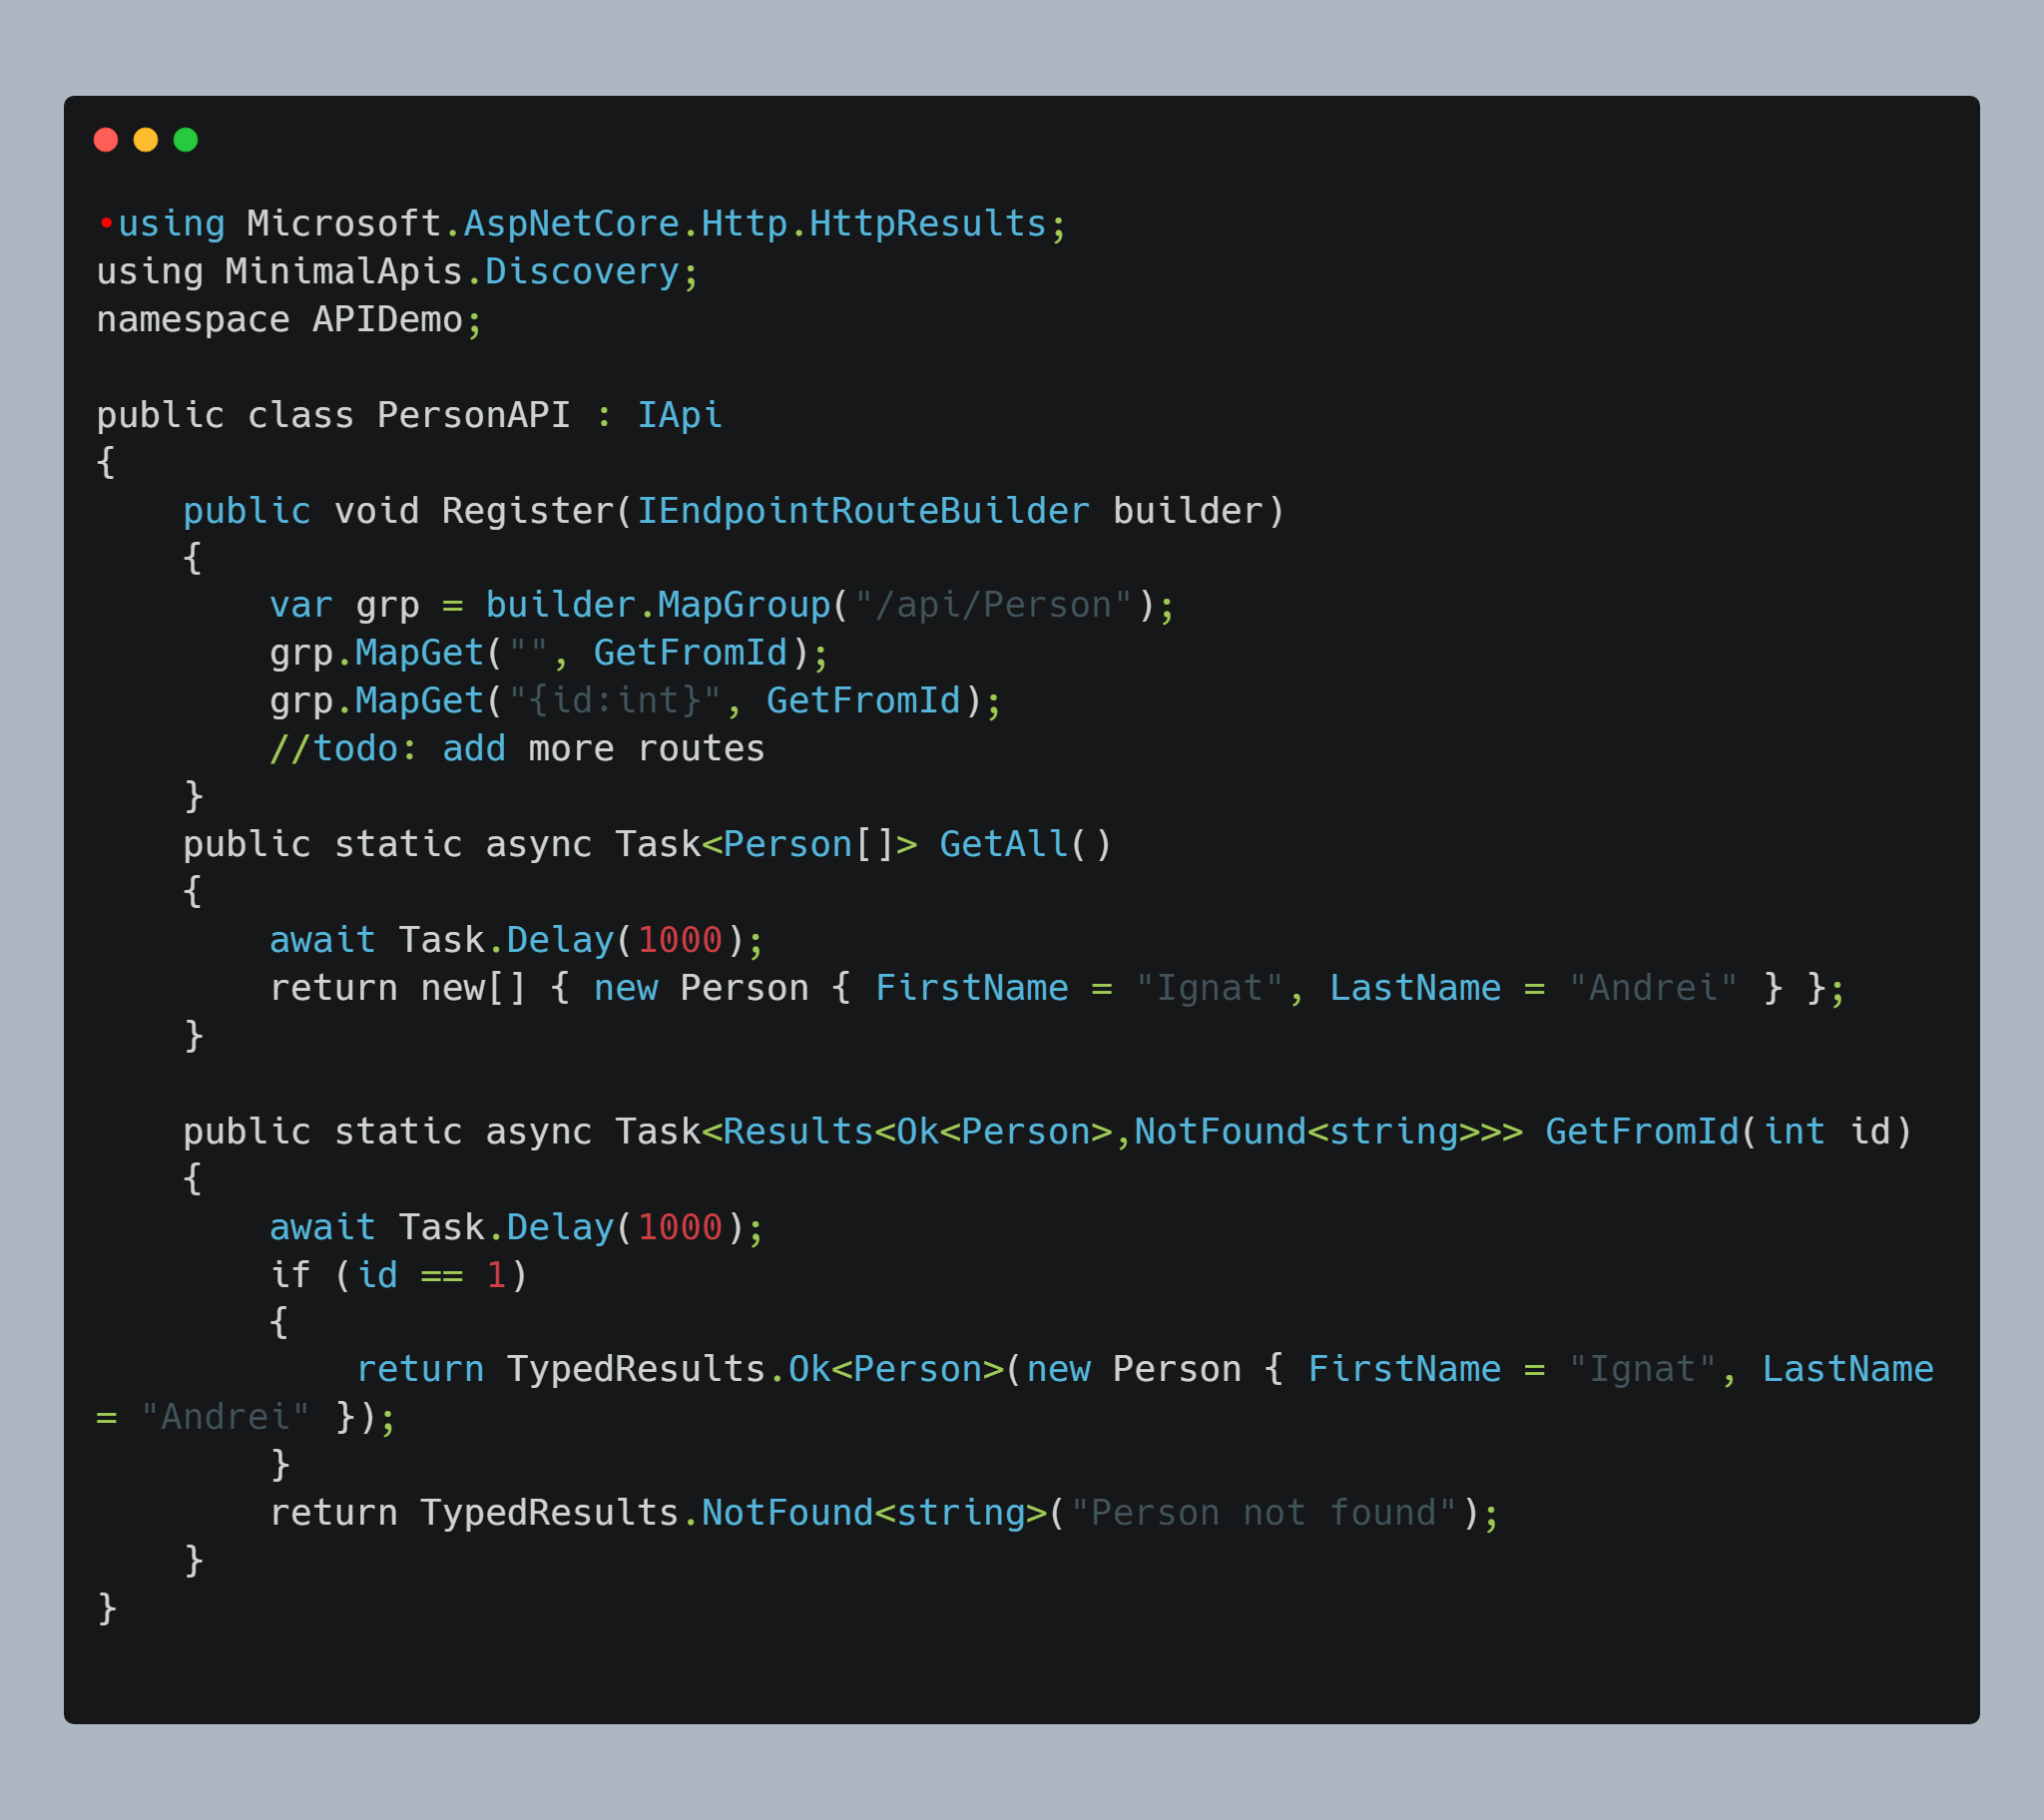 •using Microsoft.AspNetCore.Http.HttpResults;
using MinimalApis.Discovery;
namespace APIDemo;

public class PersonAPI : IApi
{
    public void Register(IEndpointRouteBuilder builder)
    {
        var grp = builder.MapGroup("/api/Person");
        grp.MapGet("", GetFromId);
        grp.MapGet("{id:int}", GetFromId);
        //todo: add more routes
    }
    public static async Task<Person[]> GetAll()
    {
        await Task.Delay(1000);
        return new[] { new Person { FirstName = "Ignat", LastName = "Andrei" } };
    }

    public static async Task<Results<Ok<Person>,NotFound<string>>> GetFromId(int id)
    {
        await Task.Delay(1000);
        if (id == 1)
        {
            return TypedResults.Ok<Person>(new Person { FirstName = "Ignat", LastName
= "Andrei" });
        }
        return TypedResults.NotFound<string>("Person not found");
    }
}